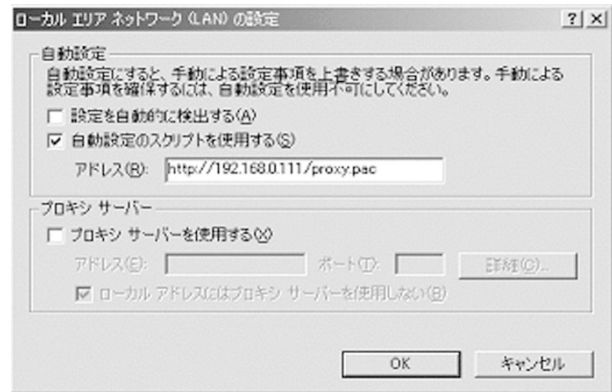 ローカル エリア ネットワーク (LAN) の設定
自動設定
自動設定にすると、手動による設定事項を上書きする場合があります。手動による
設定事項を確保するには、自動設定を使用不可にしてください。
設定を自動的に検出する(A)
自動設定のスクリプトを使用する(S)
アドレス(R): http://192.168.0.111/proxy.pac
プロキシ サーバー
プロキシ サーバーを使用する(X)
アドレス(E): ポート(T): 詳細(C)...
ローカル アドレスにはプロキシ サーバーを使用しない(B)
OK キャンセル